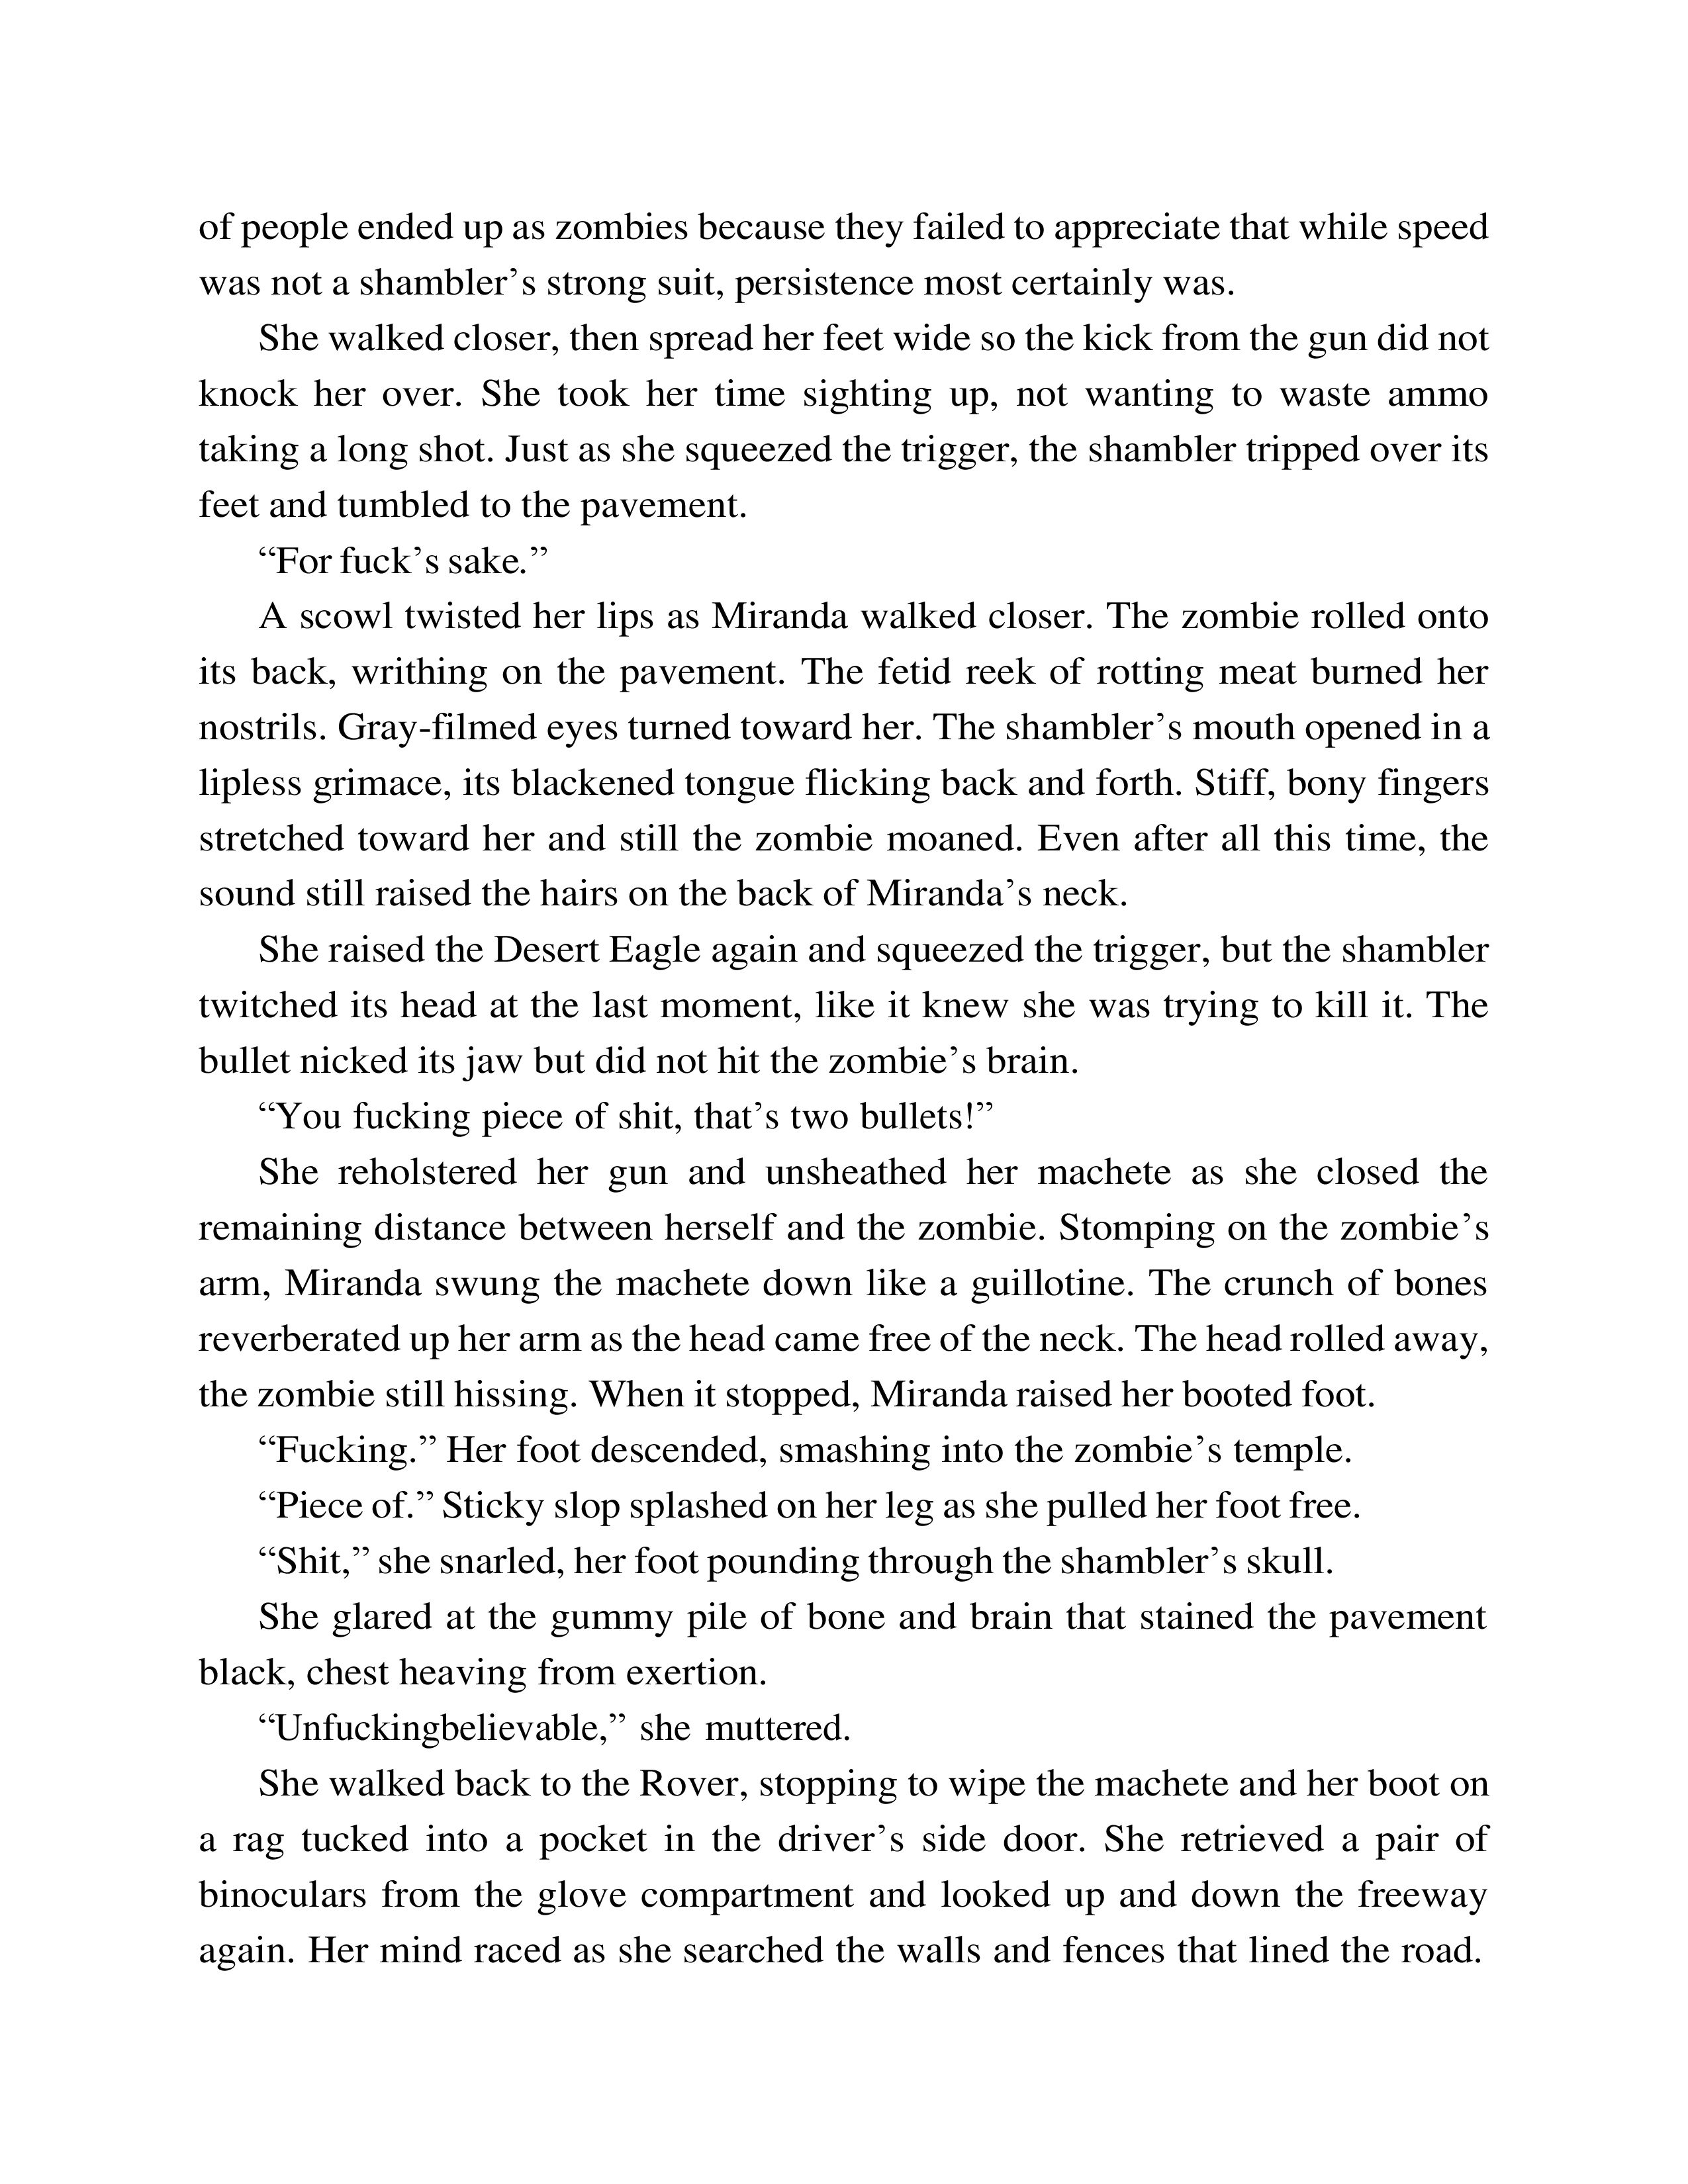 of people ended up as zombies because they failed to appreciate that while speed
was not a shambler’s strong suit, persistence most certainly was.
She walked closer, then spread her feet wide so the kick from the gun did not
knock her over. She took her time sighting up, not wanting to waste ammo
taking a long shot. Just as she squeezed the trigger, the shambler tripped over its
feet and tumbled to the pavement.
“For fuck’s sake.”
A scowl twisted her lips as Miranda walked closer. The zombie rolled onto
its back, writhing on the pavement. The fetid reek of rotting meat burned her
nostrils. Gray-filmed eyes turned toward her. The shambler’s mouth opened in a
lipless grimace, its blackened tongue flicking back and forth. Stiff, bony fingers
stretched toward her and still the zombie moaned. Even after all this time, the
sound still raised the hairs on the back of Miranda’s neck.
She raised the Desert Eagle again and squeezed the trigger, but the shambler
twitched its head at the last moment, like it knew she was trying to kill it. The
bullet nicked its jaw but did not hit the zombie’s brain.
“You fucking piece of shit, that’s two bullets!”
She reholstered her gun and unsheathed her machete as she closed the
remaining distance between herself and the zombie. Stomping on the zombie’s
arm, Miranda swung the machete down like a guillotine. The crunch of bones
reverberated up her arm as the head came free of the neck. The head rolled away,
the zombie still hissing. When it stopped, Miranda raised her booted foot.
“Fucking.” Her foot descended, smashing into the zombie’s temple.
“Piece of.” Sticky slop splashed on her leg as she pulled her foot free.
“Shit,” she snarled, her foot pounding through the shambler’s skull.
She glared at the gummy pile of bone and brain that stained the pavement
black, chest heaving from exertion.
“Unfuckingbelievable,” she muttered.
She walked back to the Rover, stopping to wipe the machete and her boot on
a rag tucked into a pocket in the driver’s side door. She retrieved a pair of
binoculars from the glove compartment and looked up and down the freeway
again. Her mind raced as she searched the walls and fences that lined the road.